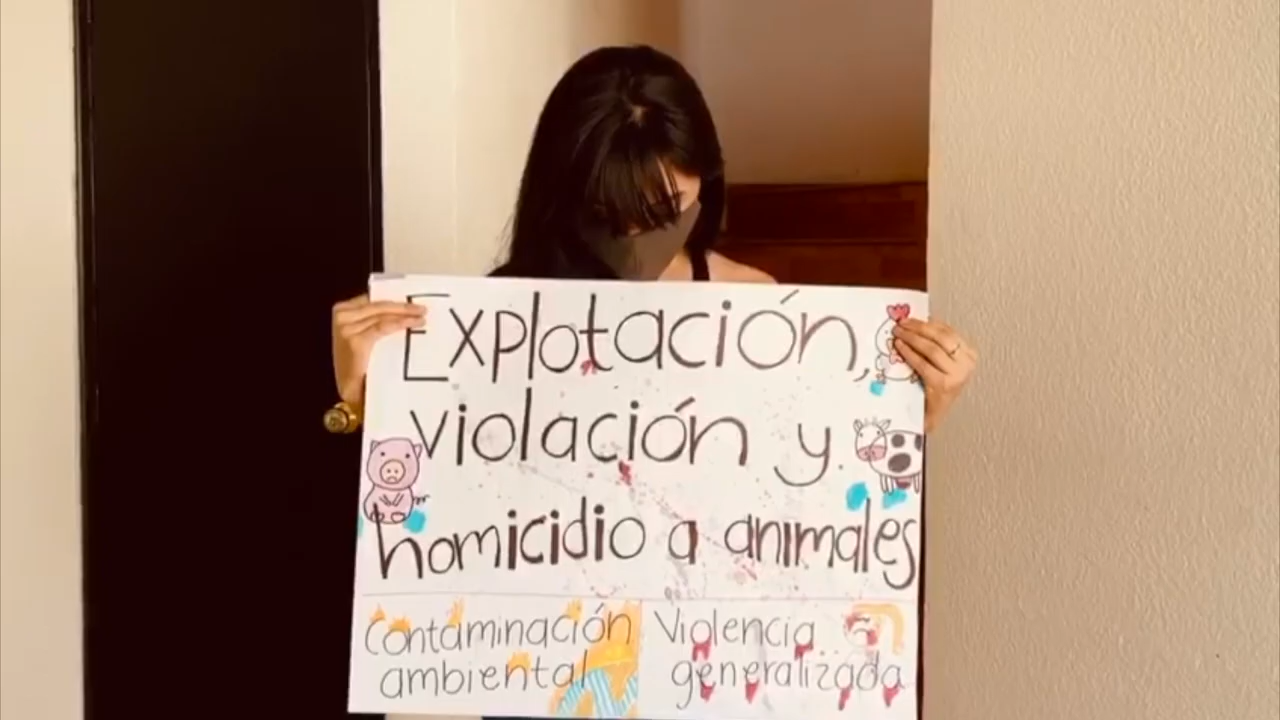 Explotación,
violación y
homicidio a animales
Contaminación
ambiental
Violencia
generalizada